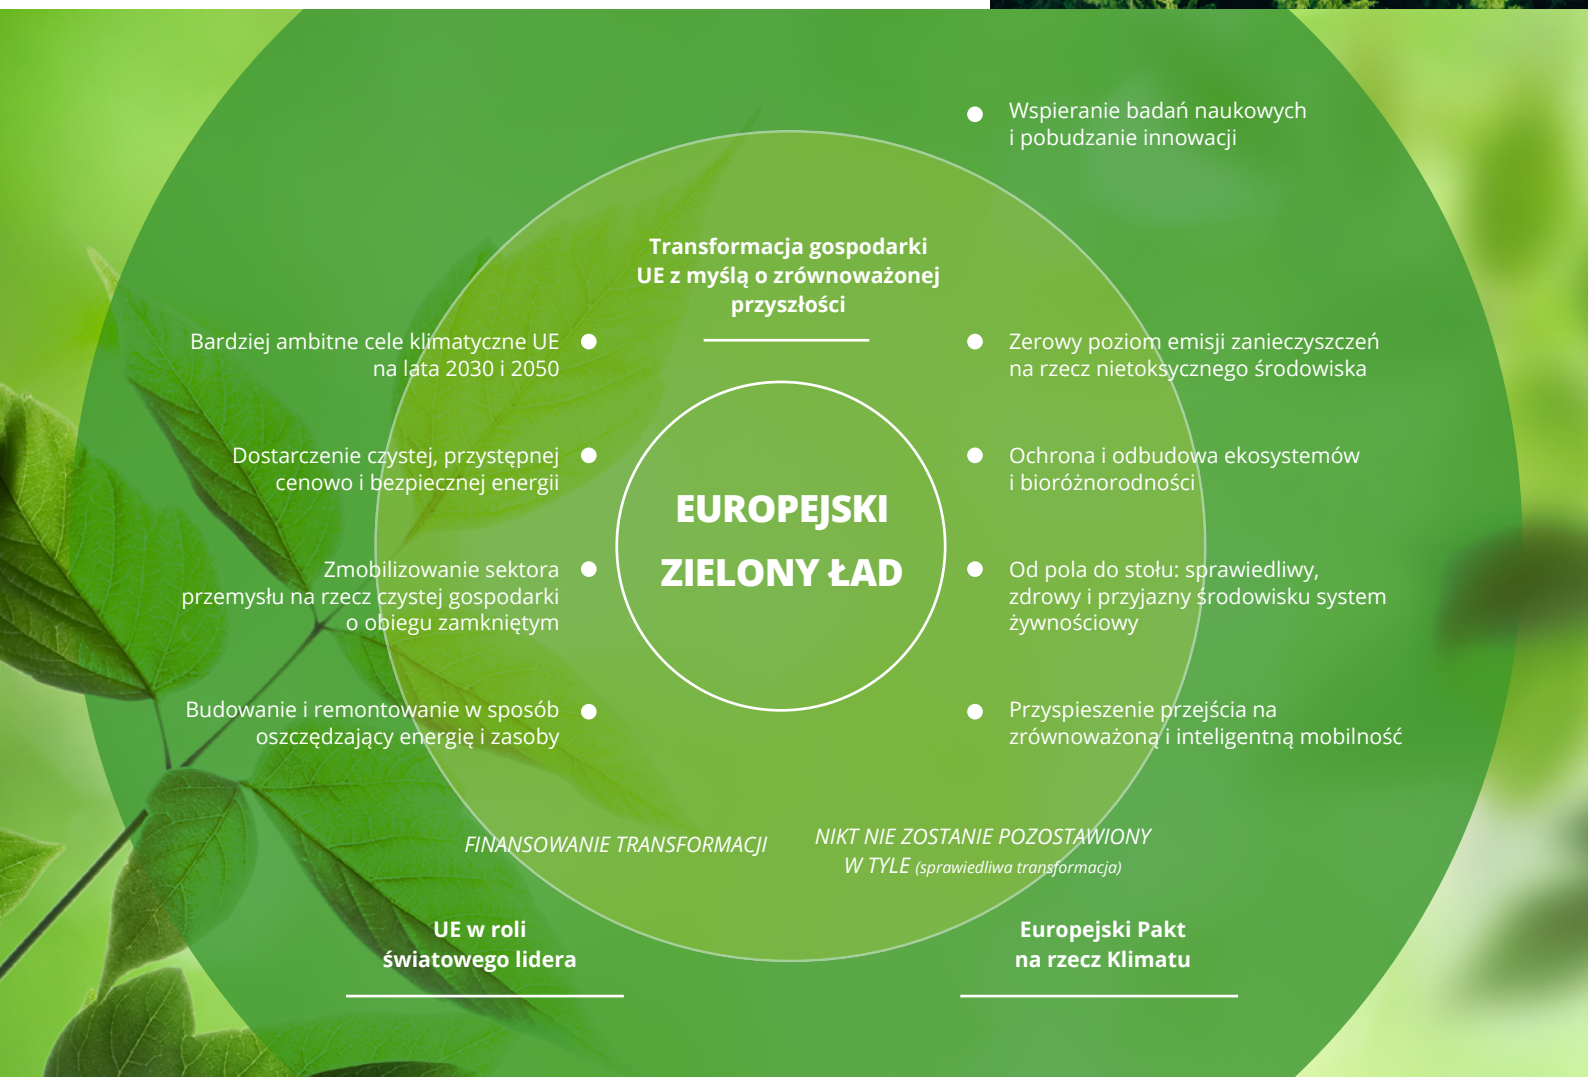 Wspieranie badań naukowych
i pobudzanie innowacji
Transformacja gospodarki
UE z myślą o zrównoważonej
przyszłości
Bardziej ambitne cele klimatyczne UE
na lata 2030 i 2050
Dostarczenie czystej, przystępnej
cenowo i bezpiecznej energii
Zmobilizowanie sektora
przemysłu na rzecz czystej gospodarki
o obiegu zamkniętym
Budowanie i remontowanie w sposób
oszczędzający energię i zasoby
EUROPEJSKI
ZIELONY ŁAD
Zerowy poziom emisji zanieczyszczeń
na rzecz nietoksycznego środowiska
Ochrona i odbudowa ekosystemów
i bioróżnorodności
Od pola do stołu: sprawiedliwy,
zdrowy i przyjazny środowisku system
żywnościowy
Przyspieszenie przejścia na
zrównoważoną i inteligentną mobilność
FINANSOWANIE TRANSFORMACJI
NIKT NIE ZOSTANIE POZOSTAWIONY
W TYLE (sprawiedliwa transformacja)
UE w roli
światowego lidera
Europejski Pakt
na rzecz Klimatu